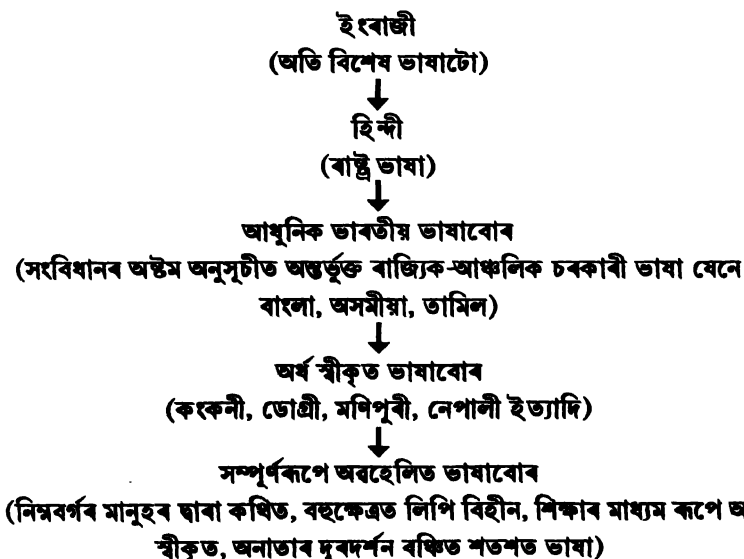 ইংৰাজী
(অতি বিশেষ ভাষাটো)
হিন্দী
(ৰাষ্ট্ৰ ভাষা)
আধুনিক ভাৰতীয় ভাষাবোৰ
(সংবিধানৰ অষ্টম অনুসূচীত অন্তৰ্ভুক্ত ৰাজ্যিক-আঞ্চলিক চৰকাৰী ভাষা যেনে
বাংলা, অসমীয়া, তামিল)
অৰ্ধ স্বীকৃত ভাষাবোৰ
(কংকনী, ডোগ্ৰী, মণিপুৰী, নেপালী ইত্যাদি)
সম্পূৰ্ণৰূপে অৱহেলিত ভাষাবোৰ
(নিম্নবৰ্গৰ মানুহৰ দ্বাৰা কথিত, বহুক্ষেত্ৰত লিপি বিহীন, শিক্ষাৰ মাধ্যম ৰূপে অ
স্বীকৃত, অনাতাৰ দূৰদৰ্শন বঞ্চিত শতশত ভাষা)